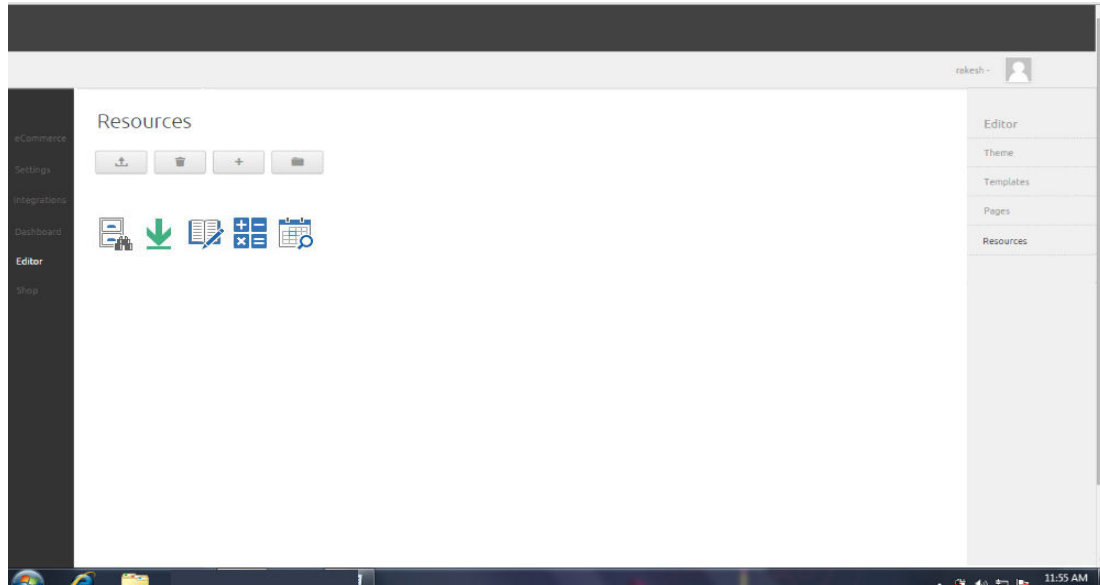 rakesh -
Resources
eCommerce
Settings
Integrations
Dashboard
Editor
Shop
Editor
Theme
Templates
Pages
Resources
11:55 AM